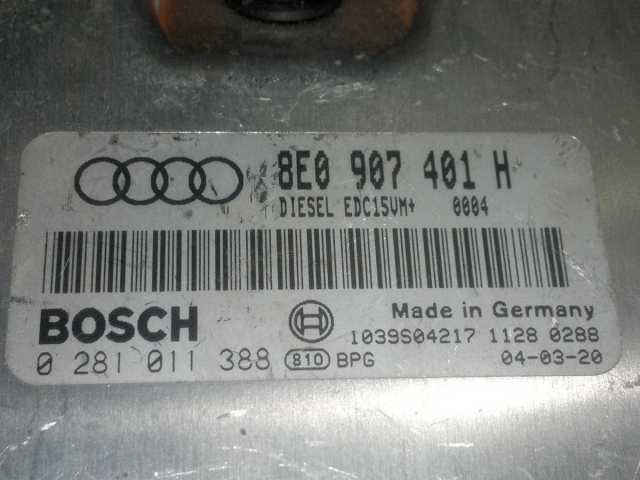 8E0 907 401 H
DIESEL EDC15VM+ 0004
BOSCH
Made in Germany
1039S04217 1128 0288
0 281 011 388 810 BPG 04-03-20